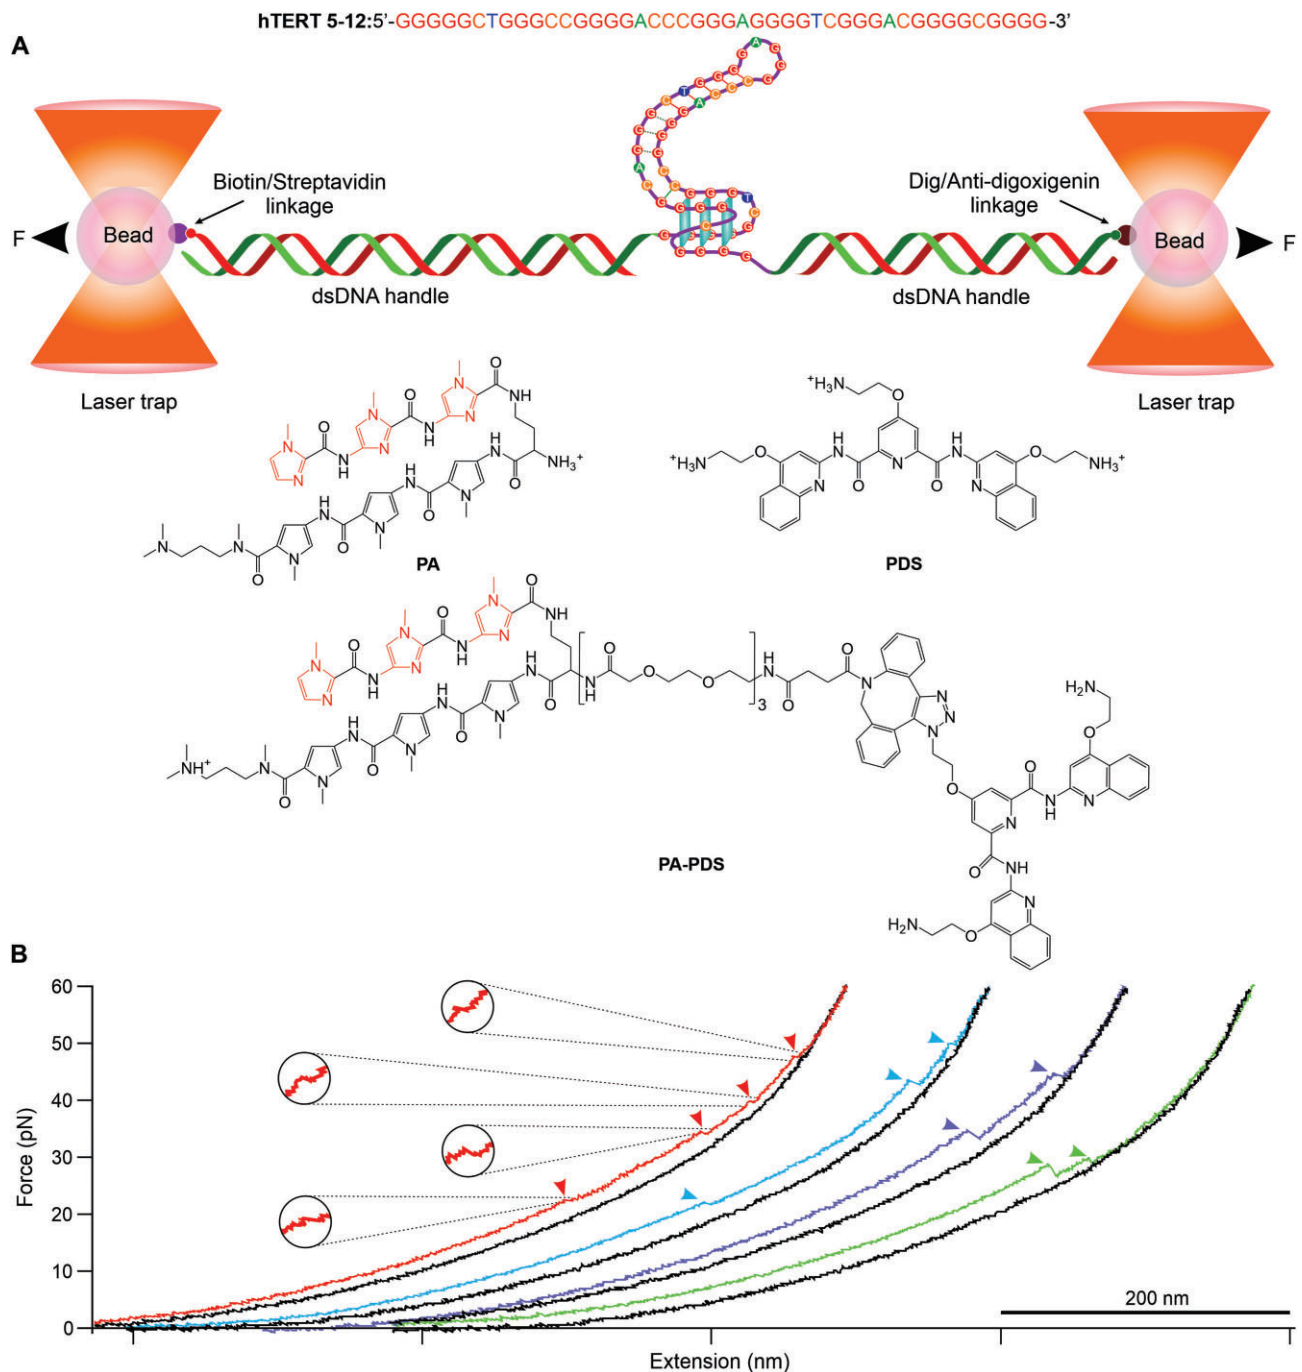 hTERT 5-12:5'-GGGGGCTGGGCCGGGGACCCGGGAGGGGTCGGGACGGGGCGGGG-3'
A
Biotin/Streptavidin
linkage
Dig/Anti-digoxigenin
linkage
F
Bead
Bead
F
dsDNA handle
dsDNA handle
Laser trap
Laser trap
PA
PDS
PA-PDS
B
Force (pN)
60
50
40
30
20
10
0
200 nm
Extension (nm)